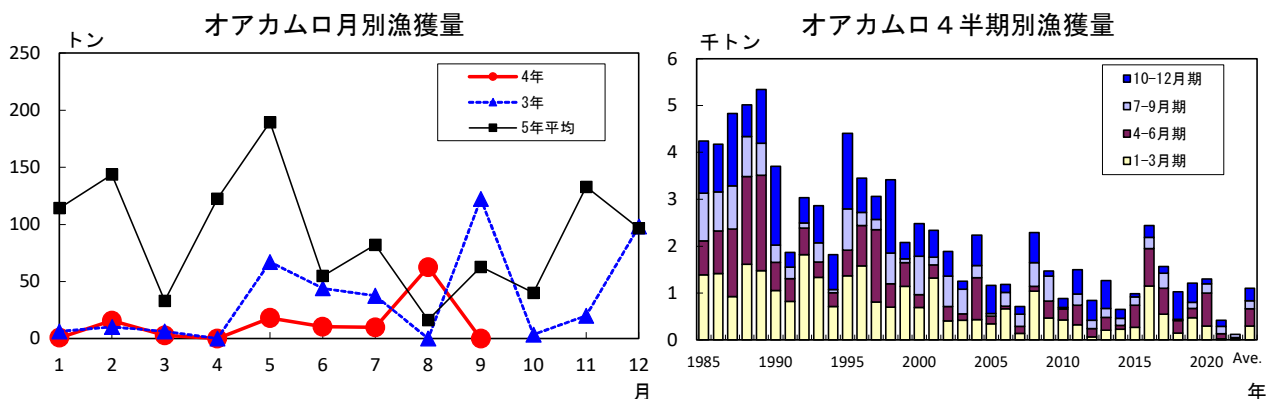 オアカムロ月別漁獲量
トン
250
200
150
100
50
0
4年
3年
5年平均
1 2 3 4 5 6 7 8 9 10 11 12
月
オアカムロ４半期別漁獲量
千トン
6
5
4
3
2
1
0
10-12月期
7-9月期
4-6月期
1-3月期
1985 1990 1995 2000 2005 2010 2015 2020 Ave.
年